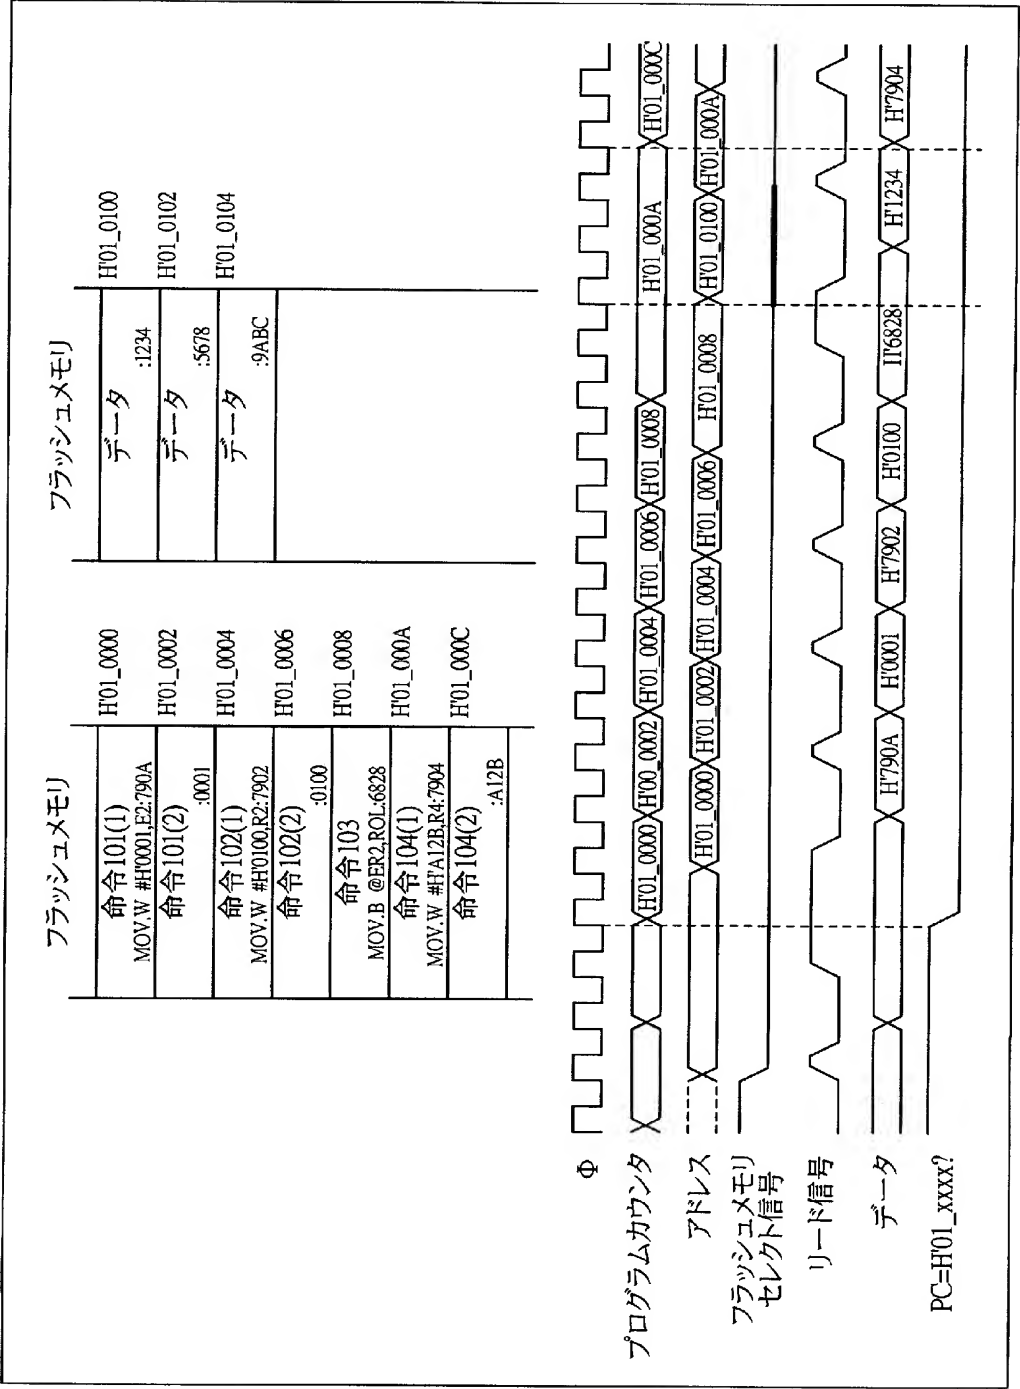 フラッシュメモリ
命令101(1)
MOV.W #H'0001,E2:790A
H'01_0000
命令101(2)
:0001
H'01_0002
命令102(1)
MOV.W #H'0100,R2:7902
H'01_0004
命令102(2)
:0100
H'01_0006
命令103
MOV.B @ER2,ROL:6828
H'01_0008
命令104(1)
MOV.W #H'A12B,R4:7904
H'01_000A
命令104(2)
:A12B
H'01_000C
フラッシュメモリ
データ
:1234
H'01_0100
データ
:5678
H'01_0102
データ
:9ABC
H'01_0104
Φ
プログラムカウンタ
H'01_0000
H'00_0002
H'01_0004
H'01_0006
H'01_0008
H'01_000A
H'01_000C
アドレス
H'01_0000
H'01_0002
H'01_0004
H'01_0006
H'01_0008
H'01_0100
H'01_000A
フラッシュメモリ
セレクト信号
リード信号
データ
H'790A
H'0001
H'7902
H'0100
H'6828
H'1234
H'7904
PC=H'01_xxxx?